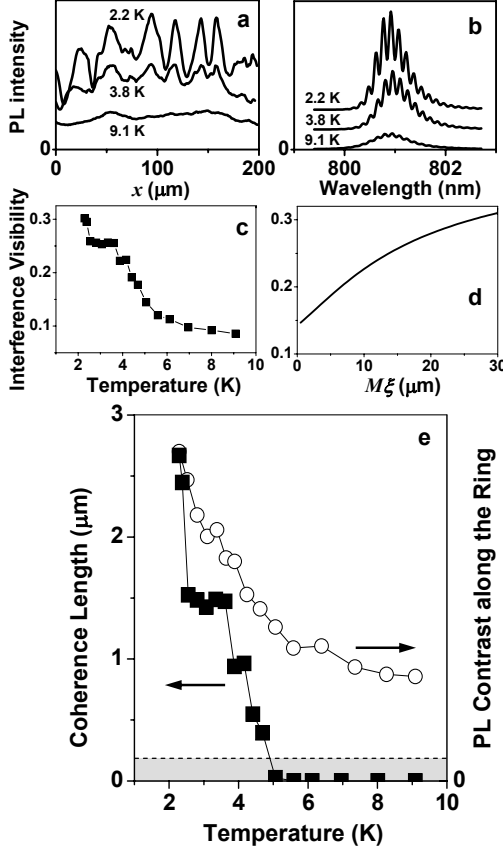 a
2.2 K
3.8 K
9.1 K
PL intensity
0
0 100 200
x (μm)
b
2.2 K
3.8 K
9.1 K
0
800 802
Wavelength (nm)
c
Interference Visibility
0.3
0.2
0.1
0 2 4 6 8 10
Temperature (K)
d
0.3
0.2
0.1
0 10 20 30
Mξ (μm)
e
Coherence Length (μm)
3
2
1
0
PL Contrast along the Ring
0
2 4 6 8 10
Temperature (K)